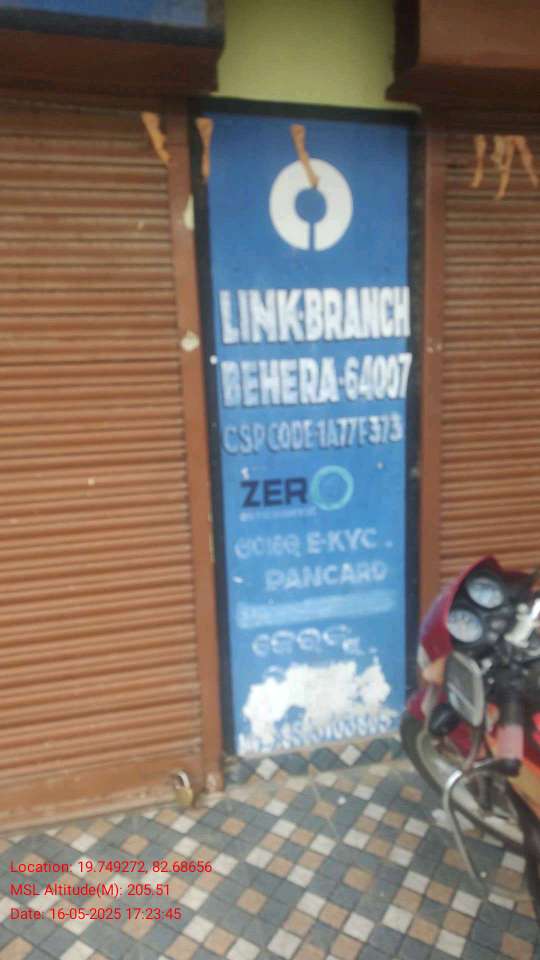 LINK-BRANCH
BEHERA-64007
CSP CODE-1A77F373
ZERO
E-KYC
PANCARD
Location: 19.749272, 82.68656
MSL Altitude(M): 205.51
Date: 16-05-2025 17:23:45